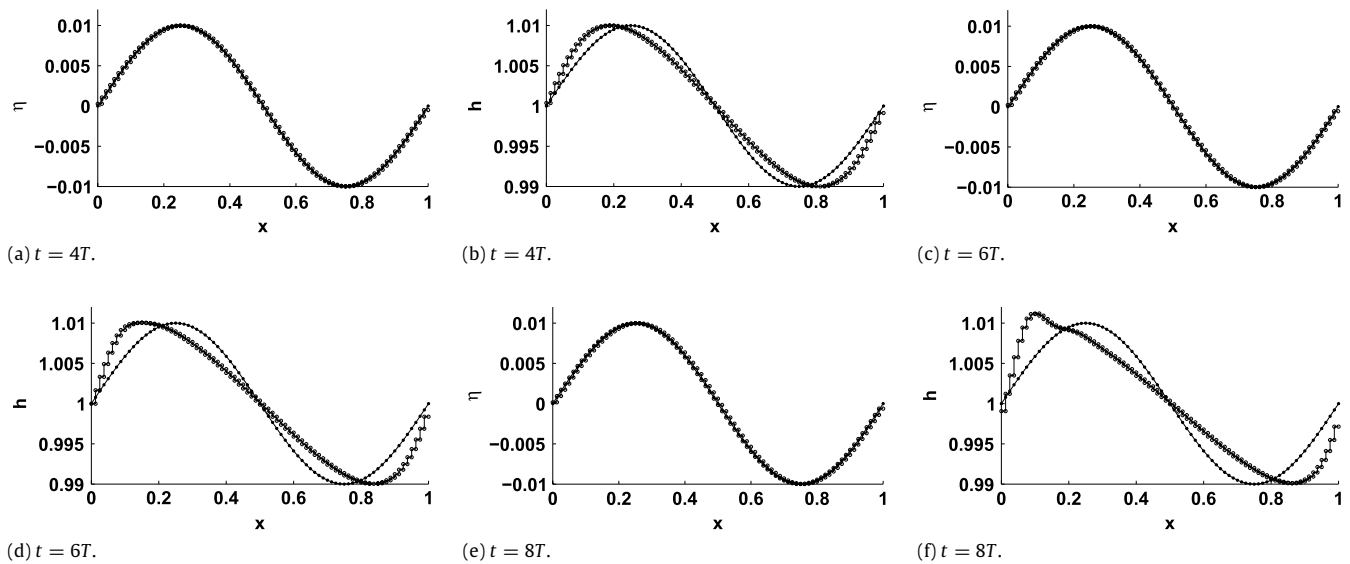 0.01
0.005
0
−0.005
−0.01
η
0 0.2 0.4 0.6 0.8 1
x
(a) t = 4T.
1.01
1.005
1
0.995
0.99
h
0 0.2 0.4 0.6 0.8 1
x
(b) t = 4T.
0.01
0.005
0
−0.005
−0.01
η
0 0.2 0.4 0.6 0.8 1
x
(c) t = 6T.
1.01
1.005
1
0.995
0.99
h
0 0.2 0.4 0.6 0.8 1
x
(d) t = 6T.
0.01
0.005
0
−0.005
−0.01
η
0 0.2 0.4 0.6 0.8 1
x
(e) t = 8T.
1.01
1.005
1
0.995
0.99
h
0 0.2 0.4 0.6 0.8 1
x
(f) t = 8T.